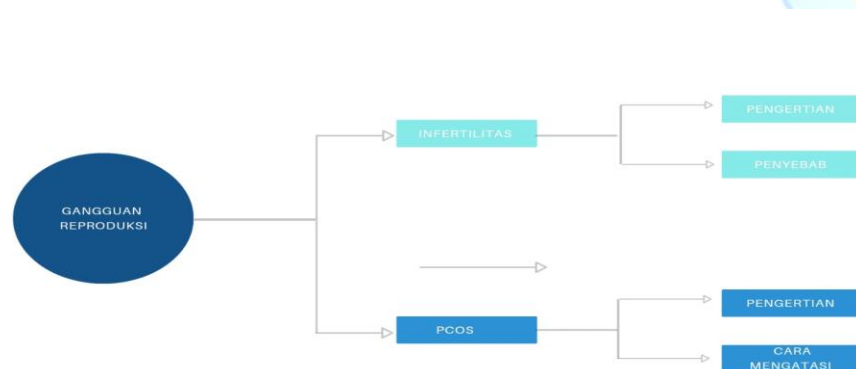 GANGGUAN
REPRODUKSI
INFERTILITAS
PENGERTIAN
PENYEBAB
PCOS
PENGERTIAN
CARA
MENGATASI